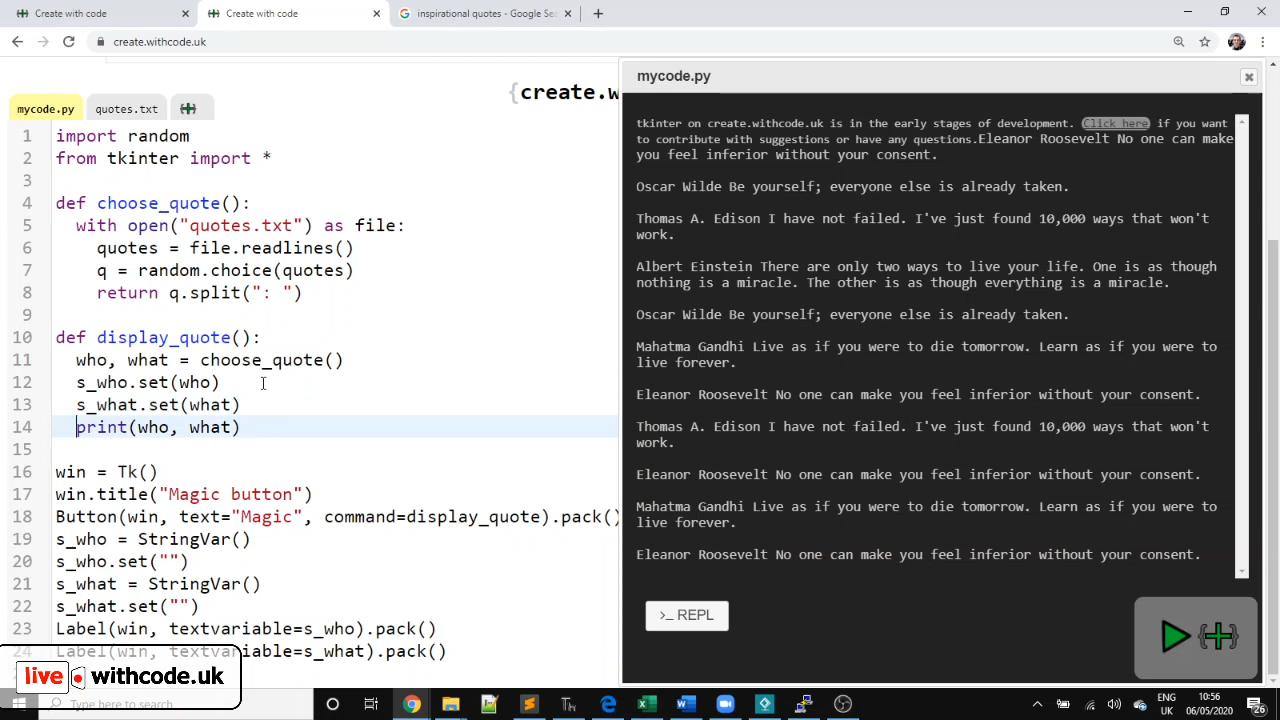 Create with code
Create with code
inspirational quotes - Google Se
create.withcode.uk
{create.w
mycode.py
quotes.txt
1 import random
2 from tkinter import *
3
4 def choose_quote():
5 with open("quotes.txt") as file:
6 quotes = file.readlines()
7 q = random.choice(quotes)
8 return q.split(": ")
9
10 def display_quote():
11 who, what = choose_quote()
12 s_who.set(who)
13 s_what.set(what)
14 print(who, what)
15
16 win = Tk()
17 win.title("Magic button")
18 Button(win, text="Magic", command=display_quote).pack()
19 s_who = StringVar()
20 s_who.set("")
21 s_what = StringVar()
22 s_what.set("")
23 Label(win, textvariable=s_who).pack()
24 Label(win, textvariable=s_what).pack()
mycode.py
tkinter on create.withcode.uk is in the early stages of development. Click here if you want
to contribute with suggestions or have any questions.Eleanor Roosevelt No one can make
you feel inferior without your consent.
Oscar Wilde Be yourself; everyone else is already taken.
Thomas A. Edison I have not failed. I've just found 10,000 ways that won't
work.
Albert Einstein There are only two ways to live your life. One is as though
nothing is a miracle. The other is as though everything is a miracle.
Oscar Wilde Be yourself; everyone else is already taken.
Mahatma Gandhi Live as if you were to die tomorrow. Learn as if you were to
live forever.
Eleanor Roosevelt No one can make you feel inferior without your consent.
Thomas A. Edison I have not failed. I've just found 10,000 ways that won't
work.
Eleanor Roosevelt No one can make you feel inferior without your consent.
Mahatma Gandhi Live as if you were to die tomorrow. Learn as if you were to
live forever.
Eleanor Roosevelt No one can make you feel inferior without your consent.
>_ REPL
live withcode.uk
Type here to search
ENG
UK
10:56
06/05/2020
26